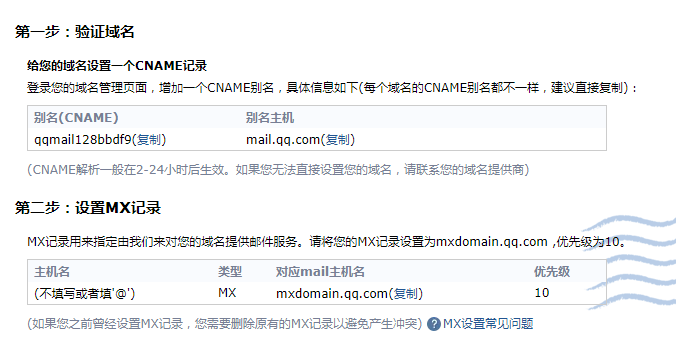 第一步：验证域名
给您的域名设置一个CNAME记录
登录您的域名管理页面，增加一个CNAME别名，具体信息如下(每个域名的CNAME别名都不一样，建议直接复制)：
别名(CNAME) 别名主机
qqmail128bbdf9(复制) mail.qq.com(复制)
(CNAME解析一般在2-24小时后生效。如果您无法直接设置您的域名，请联系您的域名提供商)
第二步：设置MX记录
MX记录用来指定由我们来对您的域名提供邮件服务。请将您的MX记录设置为mxdomain.qq.com ,优先级为10。
主机名 类型 对应mail主机名 优先级
(不填写或者填'@') MX mxdomain.qq.com(复制) 10
(如果您之前曾经设置MX记录，您需要删除原有的MX记录以避免产生冲突) ?MX设置常见问题